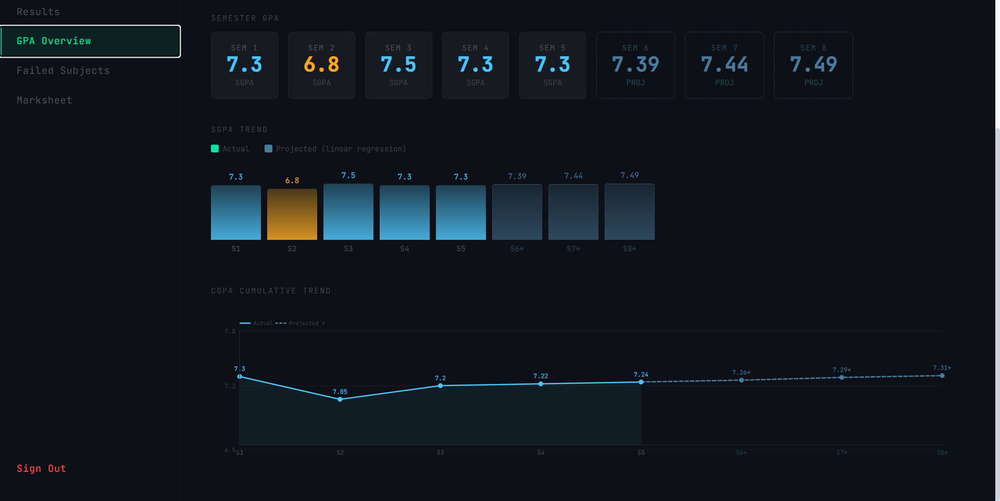 Results
GPA Overview
Failed Subjects
Marksheet
Sign Out
SEMESTER GPA
SEM 1
7.3
SGPA
SEM 2
6.8
SGPA
SEM 3
7.5
SGPA
SEM 4
7.3
SGPA
SEM 5
7.3
SGPA
SEM 6
7.39
PROJ
SEM 7
7.44
PROJ
SEM 8
7.49
PROJ
SGPA TREND
Actual Projected (linear regression)
7.3 6.8 7.5 7.3 7.3 7.39 7.44 7.49
S1 S2 S3 S4 S5 S6* S7* S8*
CGPA CUMULATIVE TREND
Actual Projected *
7.8
7.2
6.5
7.3 7.05 7.2 7.22 7.24 7.26* 7.29* 7.31*
S1 S2 S3 S4 S5 S6* S7* S8*